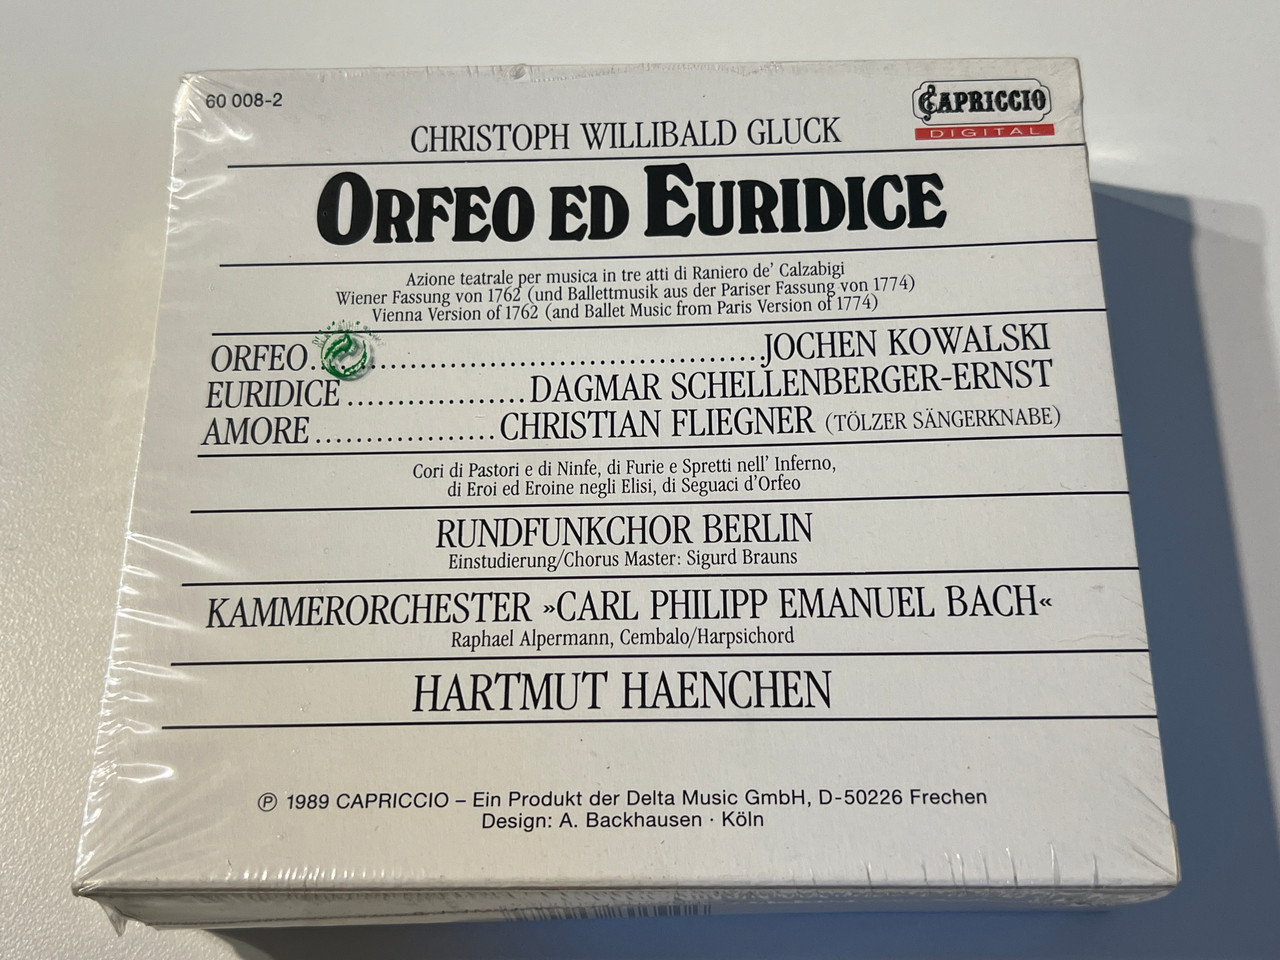 60 008-2
CAPRICCIO
DIGITAL
CHRISTOPH WILLIBALD GLUCK
ORFEO ED EURIDICE
Azione teatrale per musica in tre atti di Raniero de' Calzabigi
Wiener Fassung von 1762 (und Ballettmusik aus der Pariser Fassung von 1774)
Vienna Version of 1762 (and Ballet Music from Paris Version of 1774)
ORFEO..............................................JOCHEN KOWALSKI
EURIDICE..................DAGMAR SCHELLENBERGER-ERNST
AMORE..................CHRISTIAN FLIEGNER (TÖLZER SÄNGERKNABE)
Cori di Pastori e di Ninfe, di Furie e Spretti nell' Inferno,
di Eroi ed Eroine negli Elisi, di Seguaci d'Orfeo
RUNDFUNKCHOR BERLIN
Einstudierung/Chorus Master: Sigurd Brauns
KAMMERORCHESTER »CARL PHILIPP EMANUEL BACH«
Raphael Alpermann, Cembalo/Harpsichord
HARTMUT HAENCHEN
Ⓟ 1989 CAPRICCIO – Ein Produkt der Delta Music GmbH, D-50226 Frechen
Design: A. Backhausen · Köln